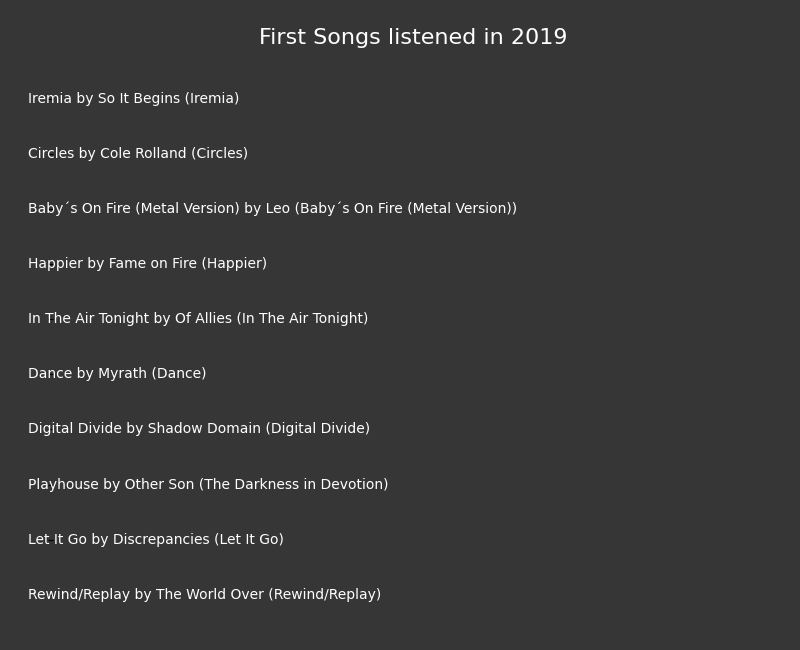 First Songs listened in 2019
Iremia by So It Begins (Iremia)
Circles by Cole Rolland (Circles)
Baby´s On Fire (Metal Version) by Leo (Baby´s On Fire (Metal Version))
Happier by Fame on Fire (Happier)
In The Air Tonight by Of Allies (In The Air Tonight)
Dance by Myrath (Dance)
Digital Divide by Shadow Domain (Digital Divide)
Playhouse by Other Son (The Darkness in Devotion)
Let It Go by Discrepancies (Let It Go)
Rewind/Replay by The World Over (Rewind/Replay)